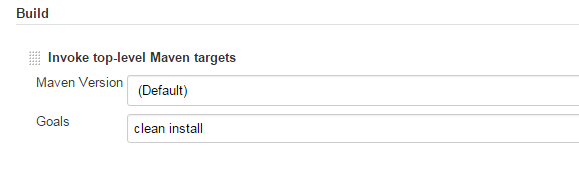 Build
Invoke top-level Maven targets
Maven Version
(Default)
Goals
clean install